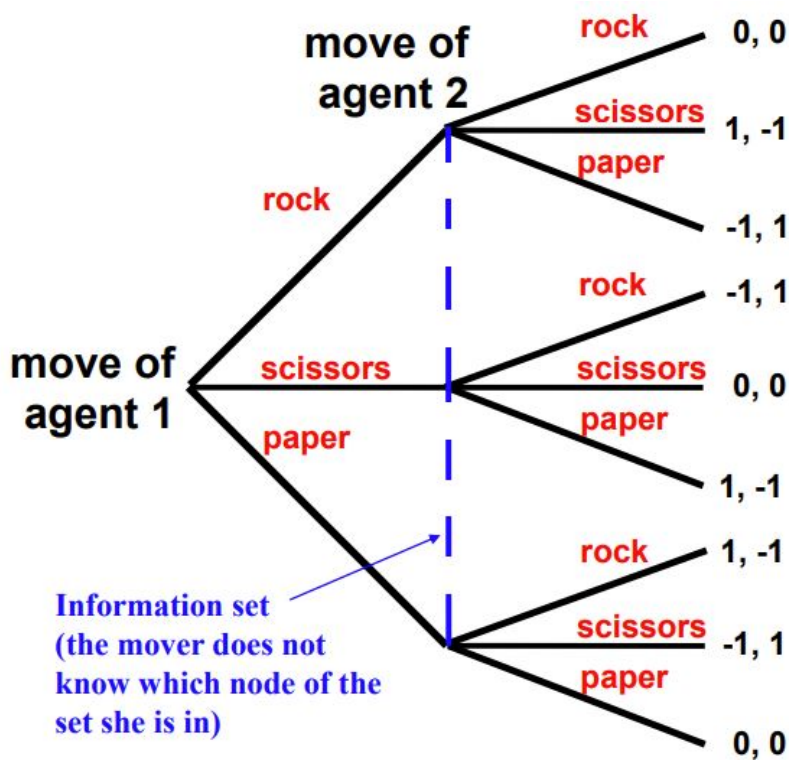 rock
0, 0
move of
agent 2
scissors
1, -1
paper
rock
-1, 1
rock
-1, 1
move of
agent 1
scissors
scissors
0, 0
paper
paper
1, -1
rock
1, -1
Information set
(the mover does not
know which node of the
set she is in)
scissors
-1, 1
paper
0, 0